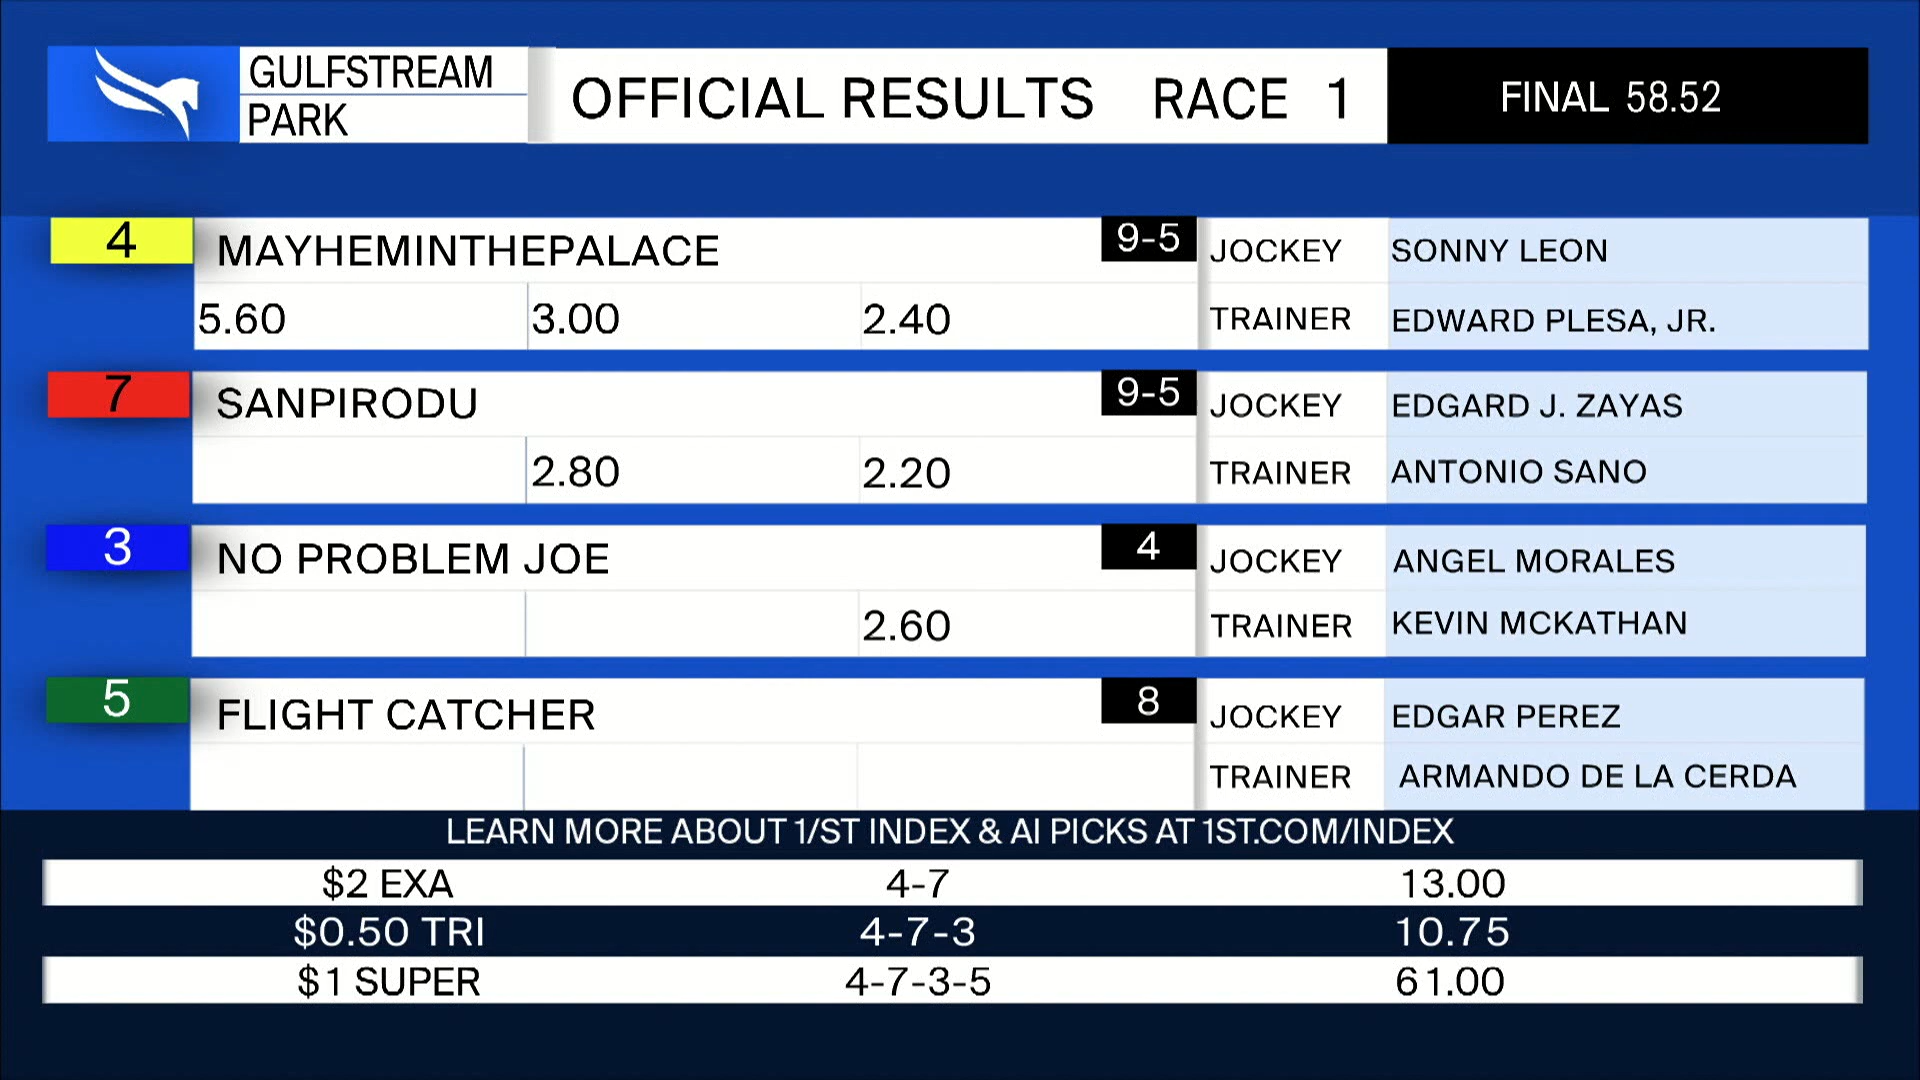 GULFSTREAM
PARK
OFFICIAL RESULTS RACE 1
FINAL 58.52
4 MAYHEMINTHEPALACE 9-5 JOCKEY SONNY LEON
5.60 3.00 2.40 TRAINER EDWARD PLESA, JR.
7 SANPIRODU 9-5 JOCKEY EDGARD J. ZAYAS
2.80 2.20 TRAINER ANTONIO SANO
3 NO PROBLEM JOE 4 JOCKEY ANGEL MORALES
2.60 TRAINER KEVIN MCKATHAN
5 FLIGHT CATCHER 8 JOCKEY EDGAR PEREZ
TRAINER ARMANDO DE LA CERDA
LEARN MORE ABOUT 1/ST INDEX & AI PICKS AT 1ST.COM/INDEX
$2 EXA 4-7 13.00
$0.50 TRI 4-7-3 10.75
$1 SUPER 4-7-3-5 61.00